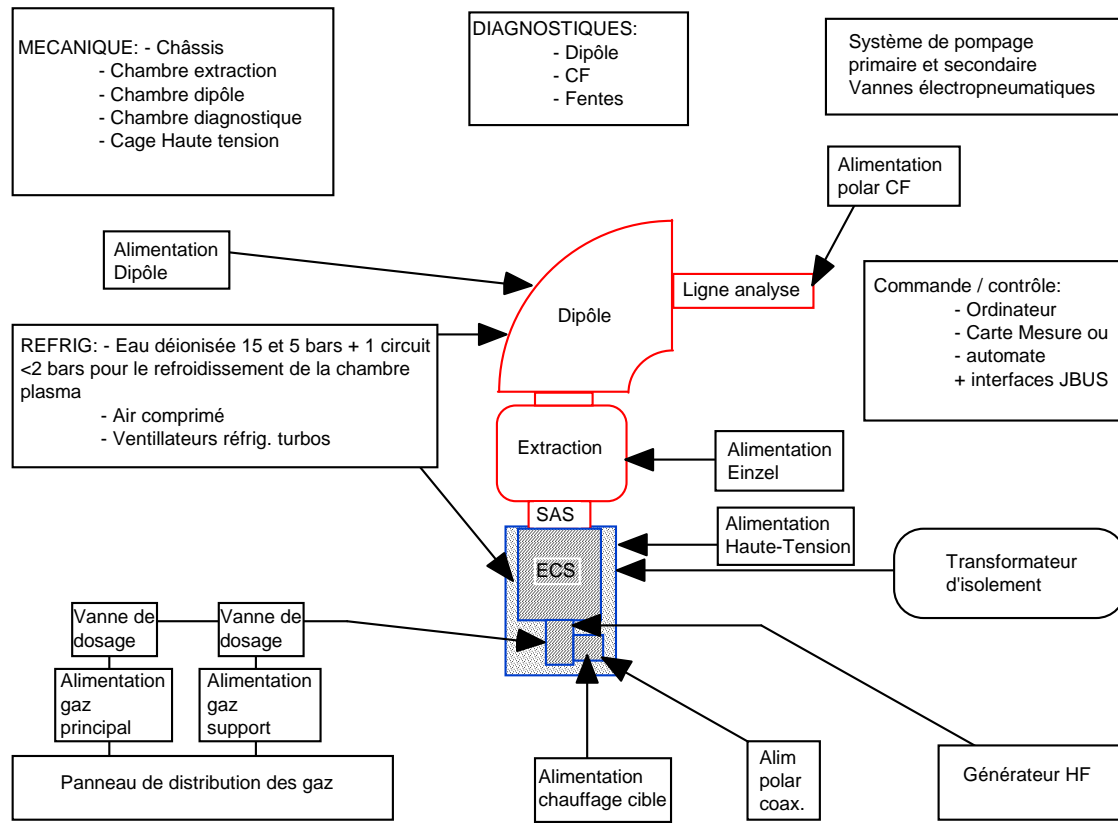 MECANIQUE: - Châssis
- Chambre extraction
- Chambre dipôle
- Chambre diagnostique
- Cage Haute tension
DIAGNOSTIQUES:
- Dipôle
- CF
- Fentes
Système de pompage
primaire et secondaire
Vannes électropneumatiques
Alimentation
polar CF
Alimentation
Dipôle
Ligne analyse
Dipôle
Commande / contrôle:
- Ordinateur
- Carte Mesure ou
- automate
+ interfaces JBUS
REFRIG: - Eau déionisée 15 et 5 bars + 1 circuit
<2 bars pour le refroidissement de la chambre
plasma
- Air comprimé
- Ventillateurs réfrig. turbos
Extraction
Alimentation
Einzel
SAS
Alimentation
Haute-Tension
ECS
Transformateur
d'isolement
Vanne de
dosage
Vanne de
dosage
Alimentation
gaz
principal
Alimentation
gaz
support
Panneau de distribution des gaz
Alimentation
chauffage cible
Alim
polar
coax.
Générateur HF